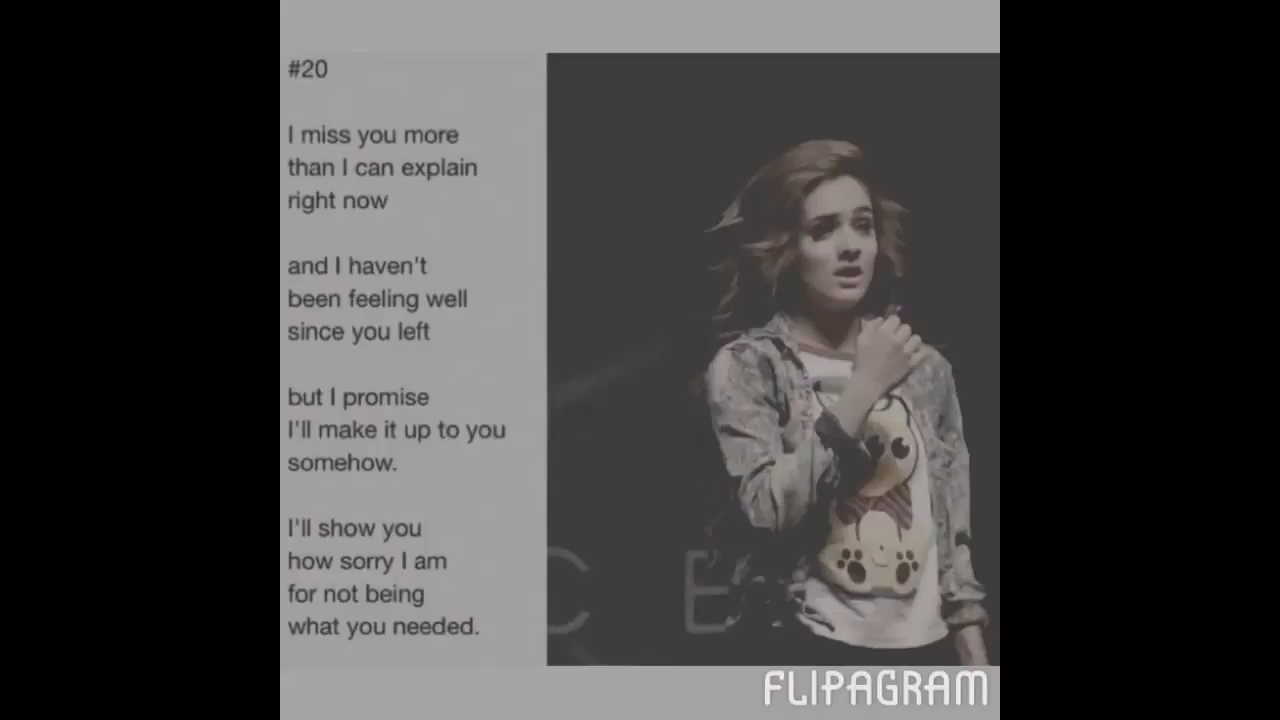 #20
I miss you more
than I can explain
right now
and I haven't
been feeling well
since you left
but I promise
I'll make it up to you
somehow.
I'll show you
how sorry I am
for not being
what you needed.
C E
FLIPAGRAM